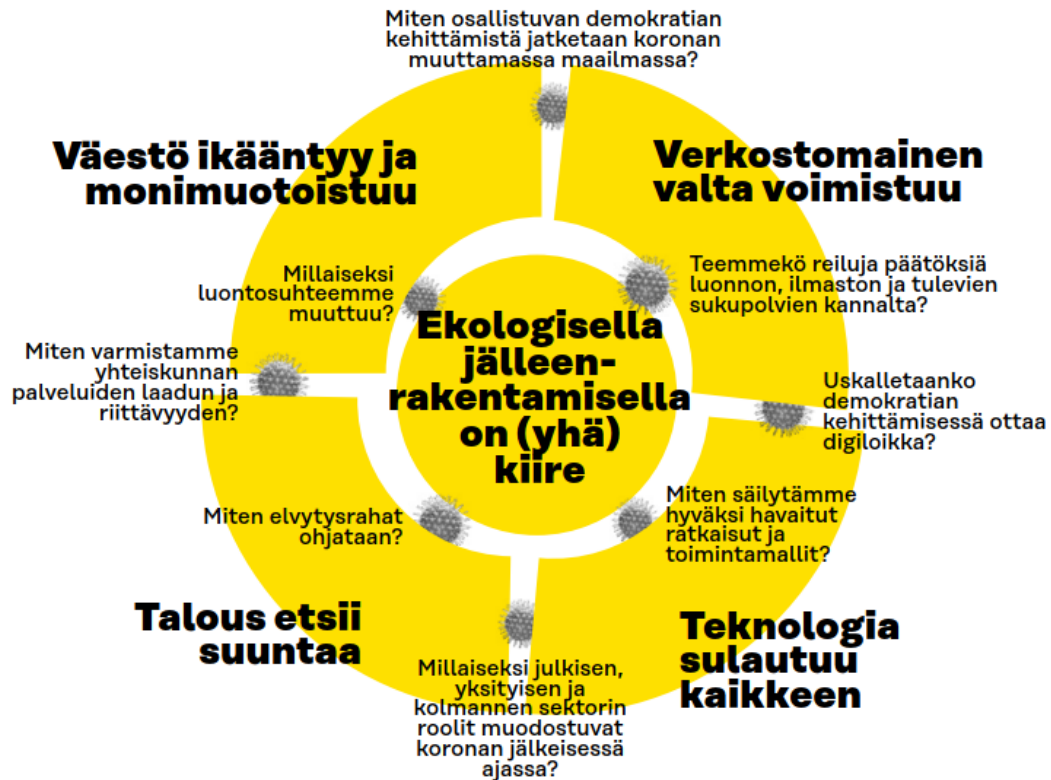 Miten osallistuvan demokratian
kehittämistä jatketaan koronan
muuttamassa maailmassa?
Väestö ikääntyy ja
monimuotoistuu
Verkostomainen
valta voimistuu
Millaiseksi
luontosuhteemme
muuttuu?
Teemmekö reiluja päätöksiä
luonnon, ilmaston ja tulevien
sukupolvien kannalta?
Ekologisella
jälleen-
rakentamisella
on (yhä)
kiire
Miten varmistamme
yhteiskunnan
palveluiden laadun ja
riittävyyden?
Uskalletaanko
demokratian
kehittämisessä ottaa
digiloikka?
Miten elvytysrahat
ohjataan?
Miten säilytämme
hyväksi havaitut
ratkaisut ja
toimintamallit?
Talous etsii
suuntaa
Teknologia
sulautuu
kaikkeen
Millaiseksi julkisen,
yksityisen ja
kolmannen sektorin
roolit muodostuvat
koronan jälkeisessä
ajassa?